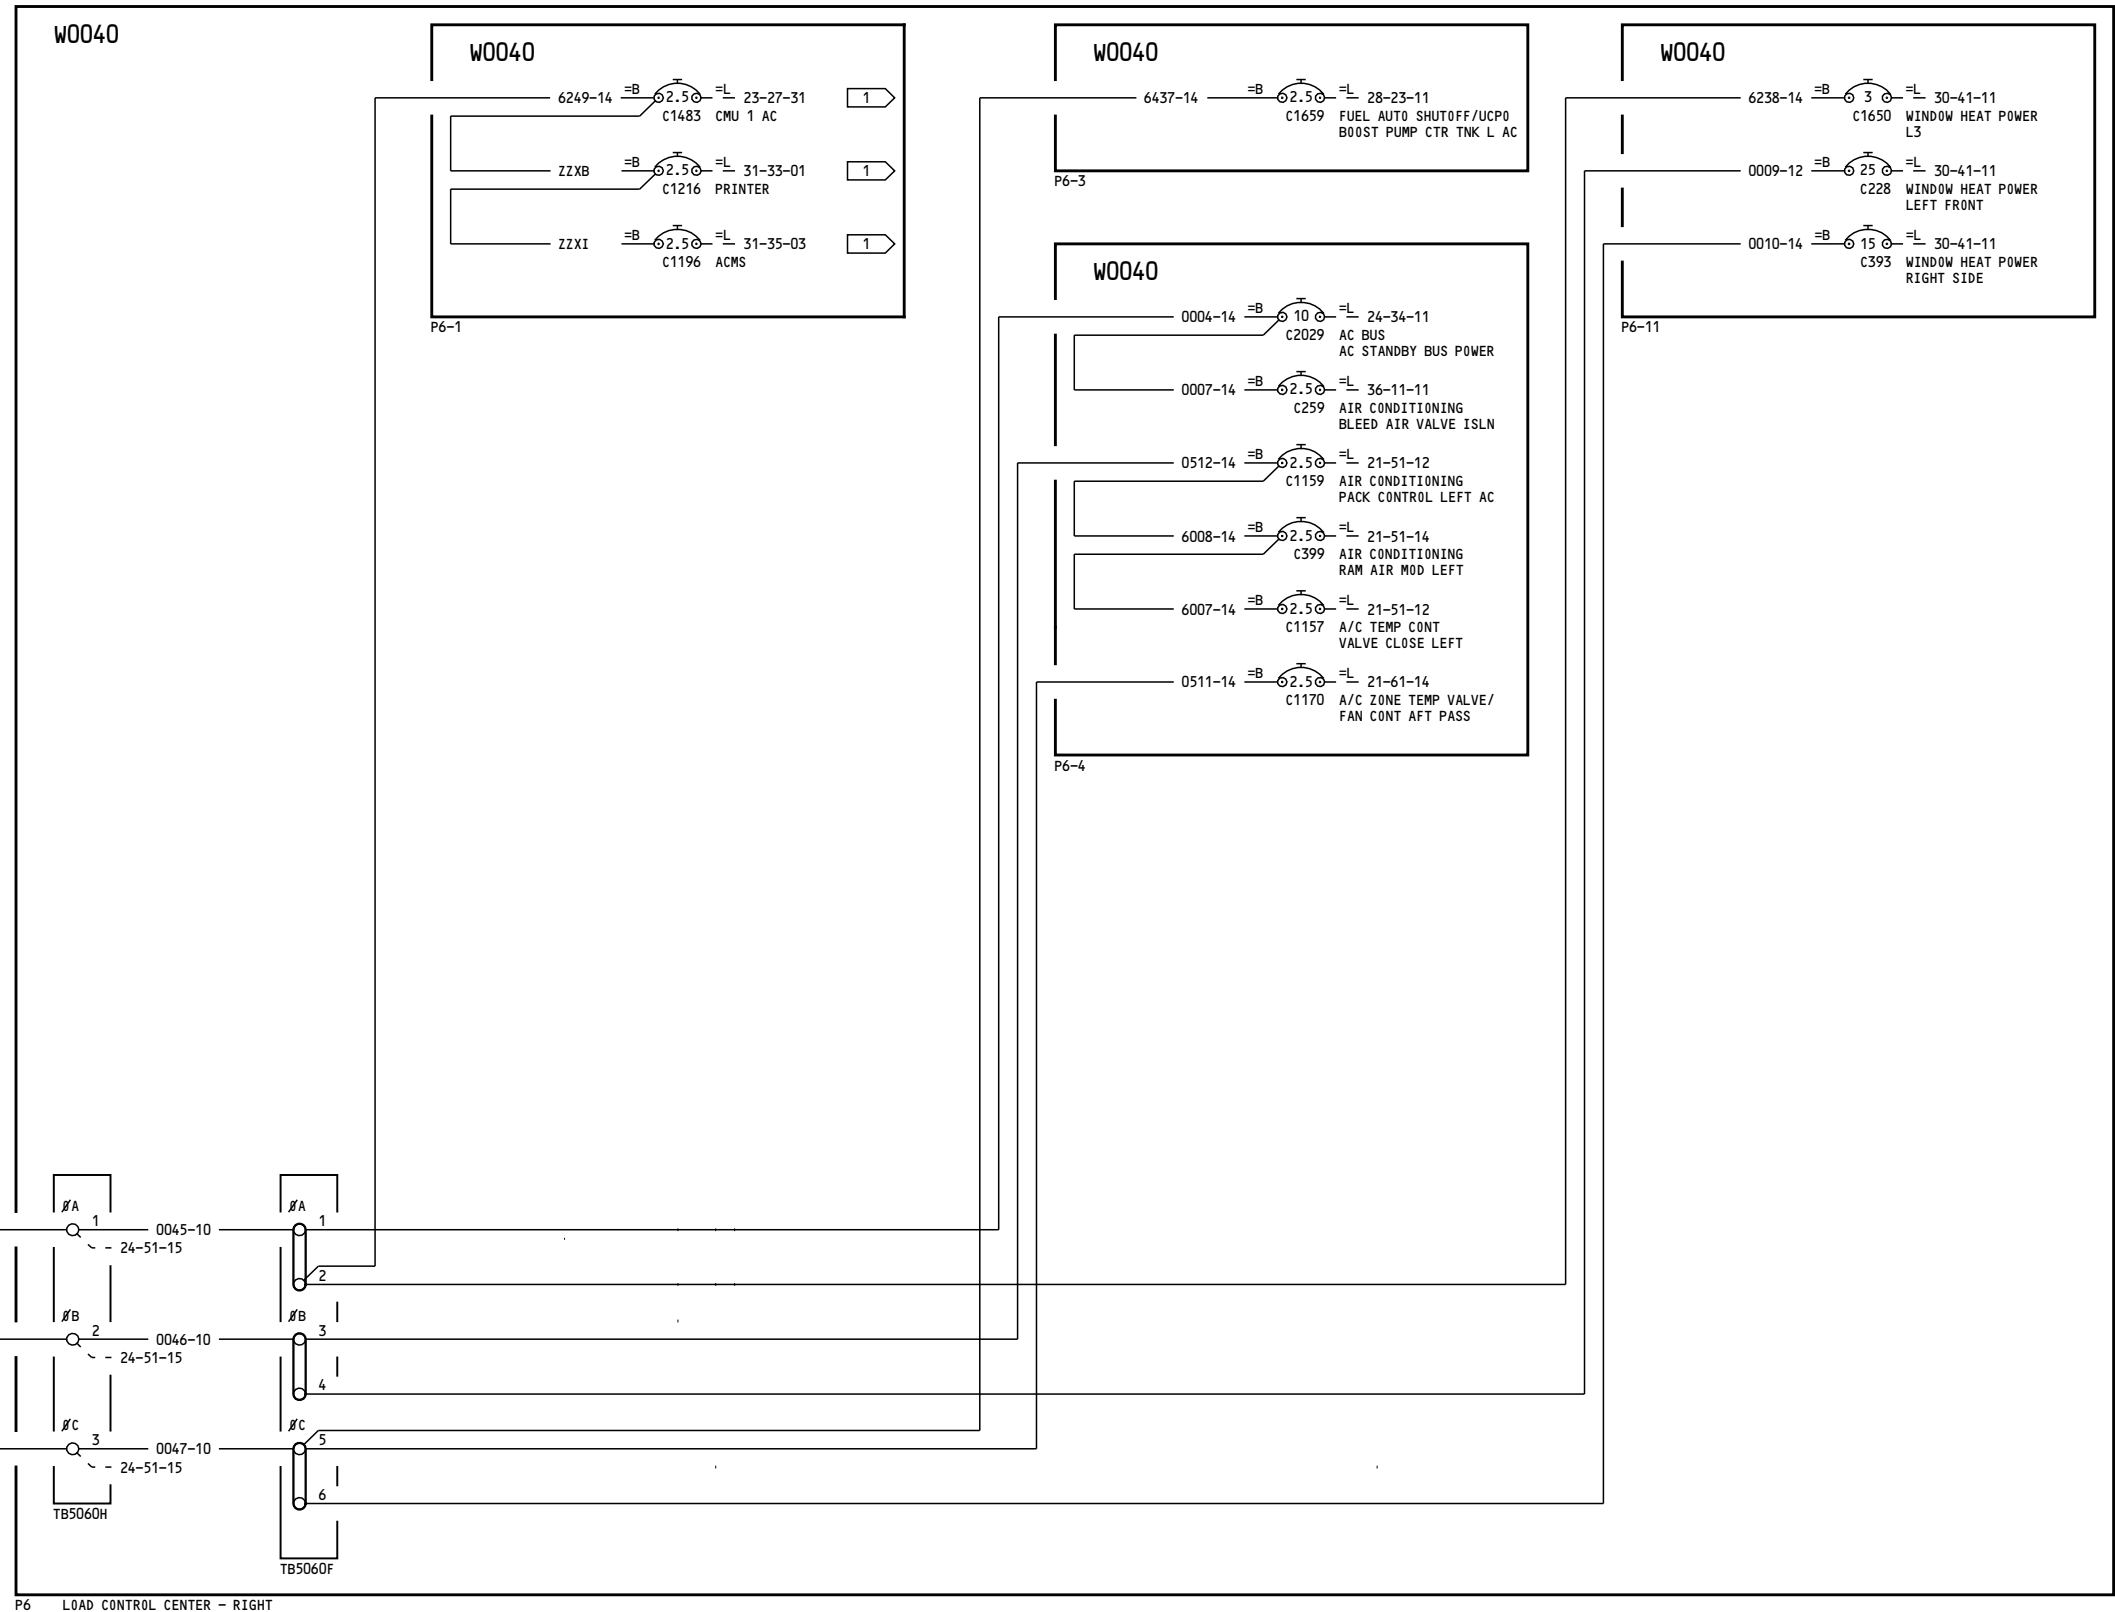 W0040
W0040
6249-14 =B 2.5 =L 23-27-31 1
C1483 CMU 1 AC
ZZXB =B 2.5 =L 31-33-01 1
C1216 PRINTER
ZZXI =B 2.5 =L 31-35-03 1
C1196 ACMS
P6-1
W0040
6437-14 =B 2.5 =L 28-23-11
C1659 FUEL AUTO SHUTOFF/UCPO
BOOST PUMP CTR TNK L AC
P6-3
W0040
0004-14 =B 10 =L 24-34-11
C2029 AC BUS
AC STANDBY BUS POWER
0007-14 =B 2.5 =L 36-11-11
C259 AIR CONDITIONING
BLEED AIR VALVE ISLN
0512-14 =B 2.5 =L 21-51-12
C1159 AIR CONDITIONING
PACK CONTROL LEFT AC
6008-14 =B 2.5 =L 21-51-14
C399 AIR CONDITIONING
RAM AIR MOD LEFT
6007-14 =B 2.5 =L 21-51-12
C1157 A/C TEMP CONT
VALVE CLOSE LEFT
0511-14 =B 2.5 =L 21-61-14
C1170 A/C ZONE TEMP VALVE/
FAN CONT AFT PASS
P6-4
W0040
6238-14 =B 3 =L 30-41-11
C1650 WINDOW HEAT POWER
L3
0009-12 =B 25 =L 30-41-11
C228 WINDOW HEAT POWER
LEFT FRONT
0010-14 =B 15 =L 30-41-11
C393 WINDOW HEAT POWER
RIGHT SIDE
P6-11
ØA
1 0045-10
24-51-15
ØB
2 0046-10
24-51-15
ØC
3 0047-10
24-51-15
TB5060H
ØA
1
2
ØB
3
4
ØC
5
6
TB5060F
P6 LOAD CONTROL CENTER - RIGHT